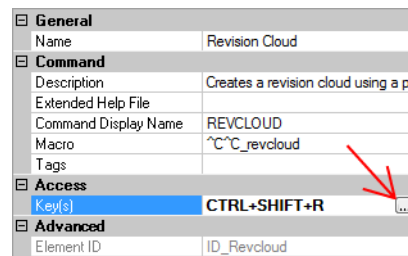 General
Name Revision Cloud
Command
Description Creates a revision cloud using a p
Extended Help File
Command Display Name REVCLOUD
Macro ^C^C_revcloud
Tags
Access
Key(s) CTRL+SHIFT+R ...
Advanced
Element ID ID_Revcloud